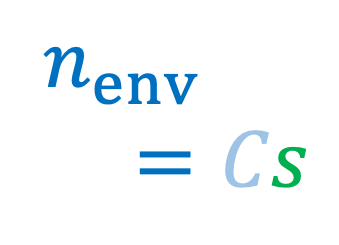 n_env
= Cs